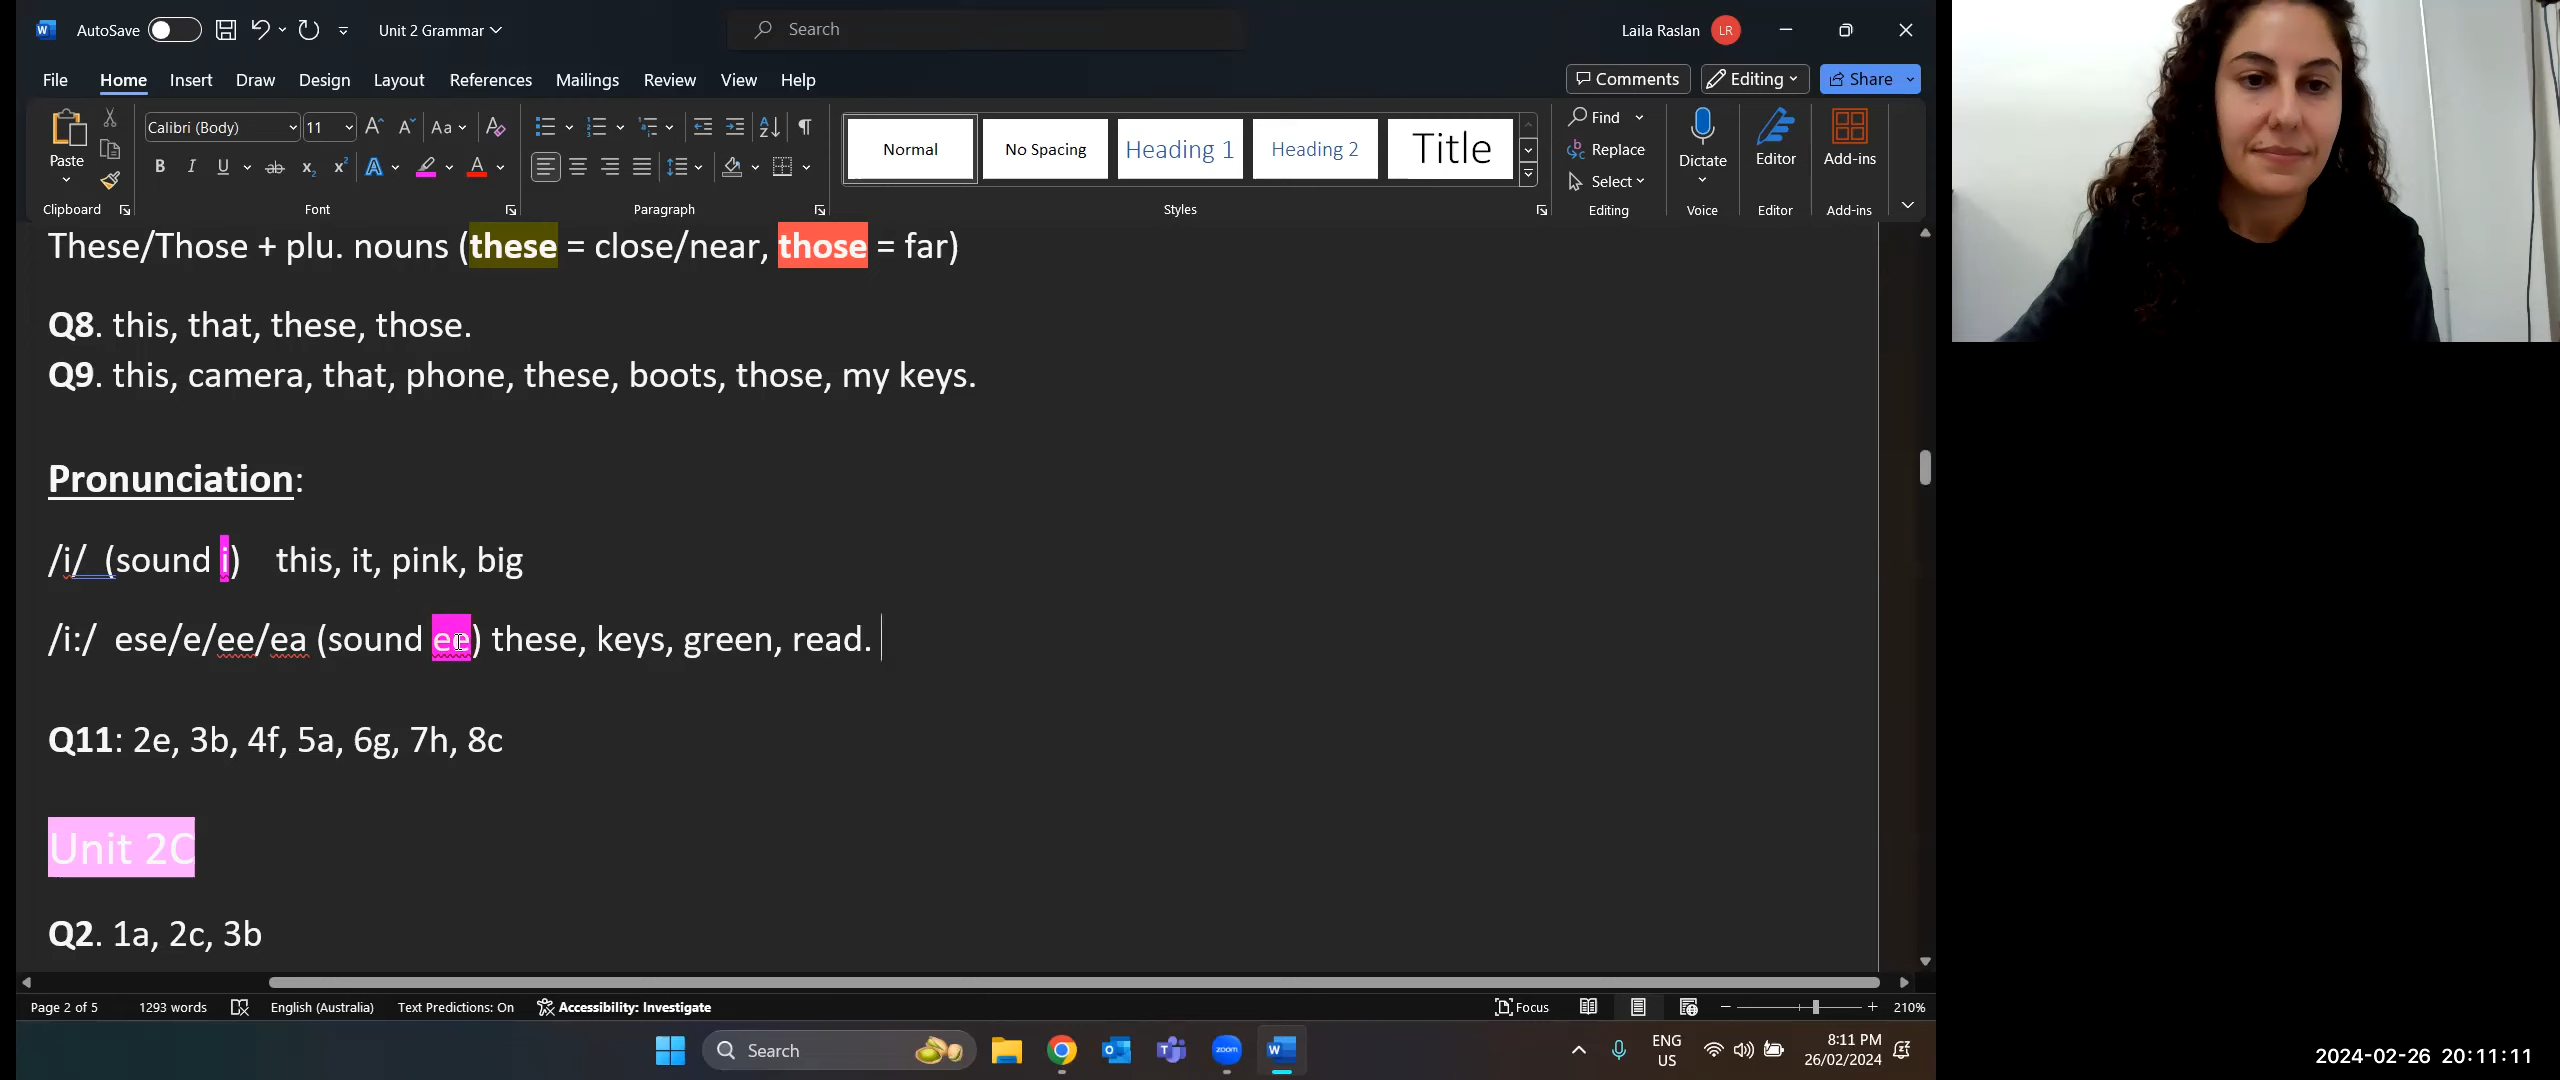 AutoSave
Unit 2 Grammar
Search
Laila Raslan
LR
File Home Insert Draw Design Layout References Mailings Review View Help
Comments Editing Share
Paste
Calibri (Body) 11
Normal No Spacing Heading 1 Heading 2 Title
Find
Replace
Select
Dictate
Editor
Add-ins
Clipboard Font Paragraph Styles Editing Voice Editor Add-ins
These/Those + plu. nouns (these = close/near, those = far)
Q8. this, that, these, those.
Q9. this, camera, that, phone, these, boots, those, my keys.
Pronunciation:
/i/ (sound i) this, it, pink, big
/i:/ ese/e/ee/ea (sound ee) these, keys, green, read.
Q11: 2e, 3b, 4f, 5a, 6g, 7h, 8c
Unit 2C
Q2. 1a, 2c, 3b
Page 2 of 5 1293 words English (Australia) Text Predictions: On Accessibility: Investigate Focus 210%
Search
zoom
ENG
US
8:11 PM
26/02/2024
2024-02-26 20:11:11